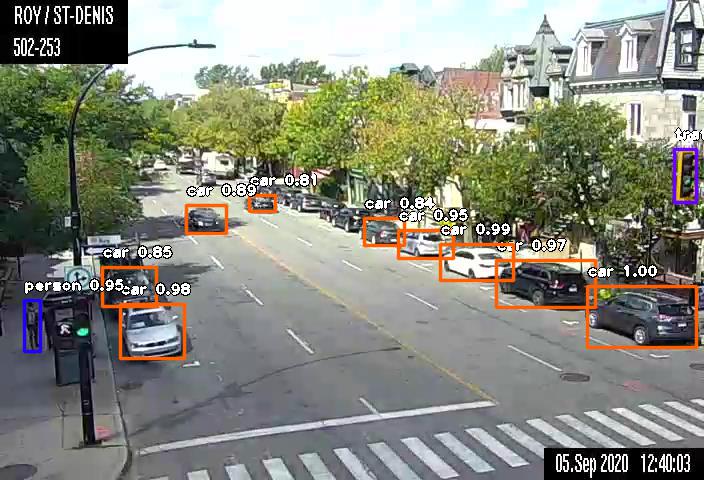 ROY / ST-DENIS
502-253
car 0.81
car 0.89
car 0.84
car 0.95
car 0.99
car 0.97
car 0.85
car 1.00
person 0.95
car 0.98
05.Sep 2020 12:40:03